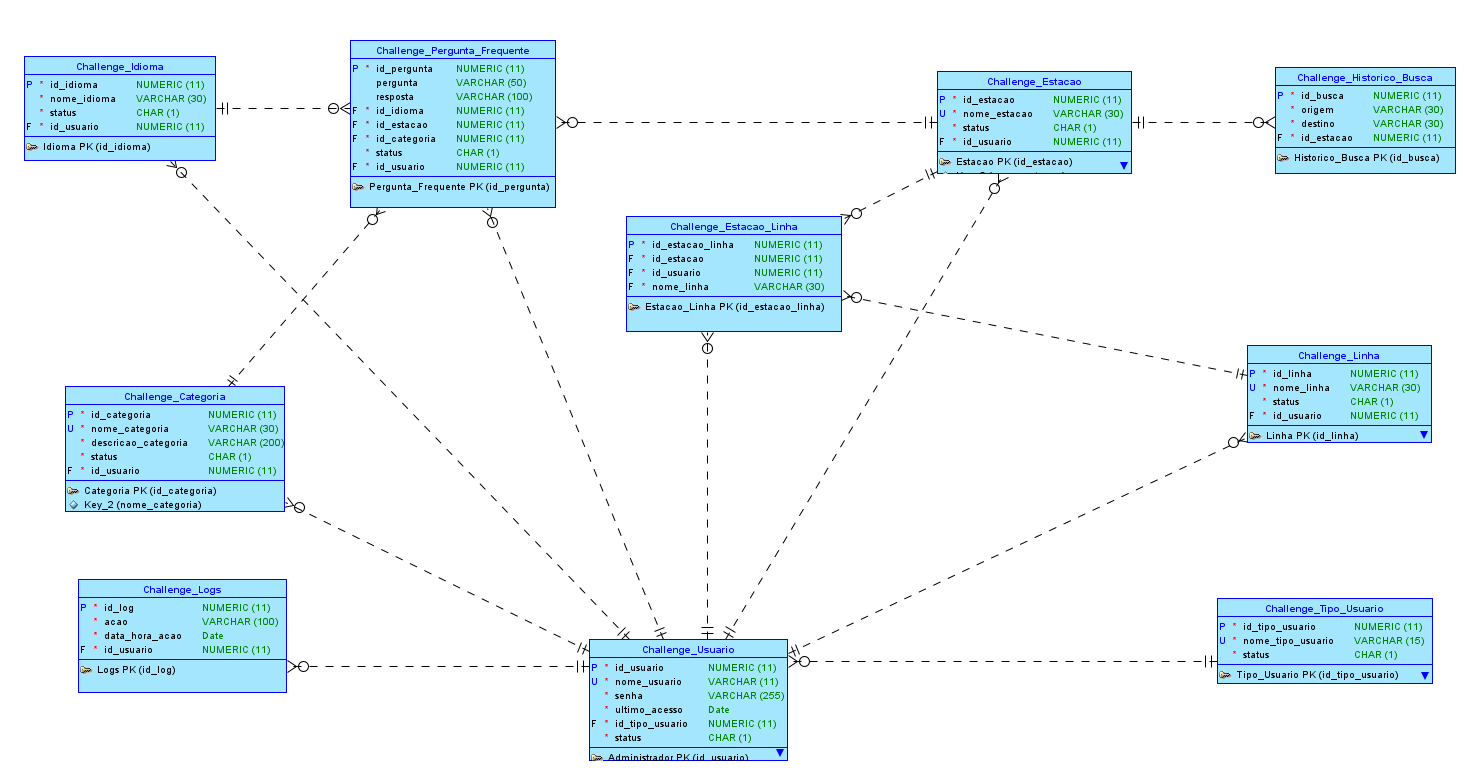 Challenge_Idioma
P * id_idioma NUMERIC (11)
* nome_idioma VARCHAR (30)
* status CHAR (1)
F * id_usuario NUMERIC (11)
Idioma PK (id_idioma)
Challenge_Pergunta_Frequente
P * id_pergunta NUMERIC (11)
pergunta VARCHAR (50)
resposta VARCHAR (100)
F * id_idioma NUMERIC (11)
F * id_estacao NUMERIC (11)
F * id_categoria NUMERIC (11)
* status CHAR (1)
F * id_usuario NUMERIC (11)
Pergunta_Frequente PK (id_pergunta)
Challenge_Estacao
P * id_estacao NUMERIC (11)
U * nome_estacao VARCHAR (30)
* status CHAR (1)
F * id_usuario NUMERIC (11)
Estacao PK (id_estacao)
Challenge_Historico_Busca
P * id_busca NUMERIC (11)
* origem VARCHAR (30)
* destino VARCHAR (30)
F * id_estacao NUMERIC (11)
Historico_Busca PK (id_busca)
Challenge_Estacao_Linha
P * id_estacao_linha NUMERIC (11)
F * id_estacao NUMERIC (11)
F * id_usuario NUMERIC (11)
F * nome_linha VARCHAR (30)
Estacao_Linha PK (id_estacao_linha)
Challenge_Linha
P * id_linha NUMERIC (11)
U * nome_linha VARCHAR (30)
* status CHAR (1)
F * id_usuario NUMERIC (11)
Linha PK (id_linha)
Challenge_Categoria
P * id_categoria NUMERIC (11)
U * nome_categoria VARCHAR (30)
* descricao_categoria VARCHAR (200)
* status CHAR (1)
F * id_usuario NUMERIC (11)
Categoria PK (id_categoria)
Key_2 (nome_categoria)
Challenge_Logs
P * id_log NUMERIC (11)
* acao VARCHAR (100)
* data_hora_acao Date
F * id_usuario NUMERIC (11)
Logs PK (id_log)
Challenge_Usuario
P * id_usuario NUMERIC (11)
U * nome_usuario VARCHAR (11)
* senha VARCHAR (255)
* ultimo_acesso Date
F * id_tipo_usuario NUMERIC (11)
* status CHAR (1)
Administrador PK (id_usuario)
Challenge_Tipo_Usuario
P * id_tipo_usuario NUMERIC (11)
U * nome_tipo_usuario VARCHAR (15)
* status CHAR (1)
Tipo_Usuario PK (id_tipo_usuario)